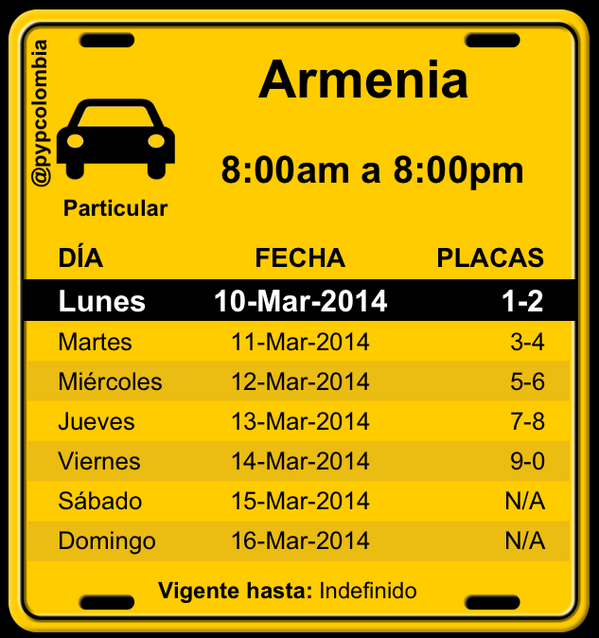 @pypcolombia
Armenia
8:00am a 8:00pm
Particular
DÍA FECHA PLACAS
Lunes 10-Mar-2014 1-2
Martes 11-Mar-2014 3-4
Miércoles 12-Mar-2014 5-6
Jueves 13-Mar-2014 7-8
Viernes 14-Mar-2014 9-0
Sábado 15-Mar-2014 N/A
Domingo 16-Mar-2014 N/A
Vigente hasta: Indefinido